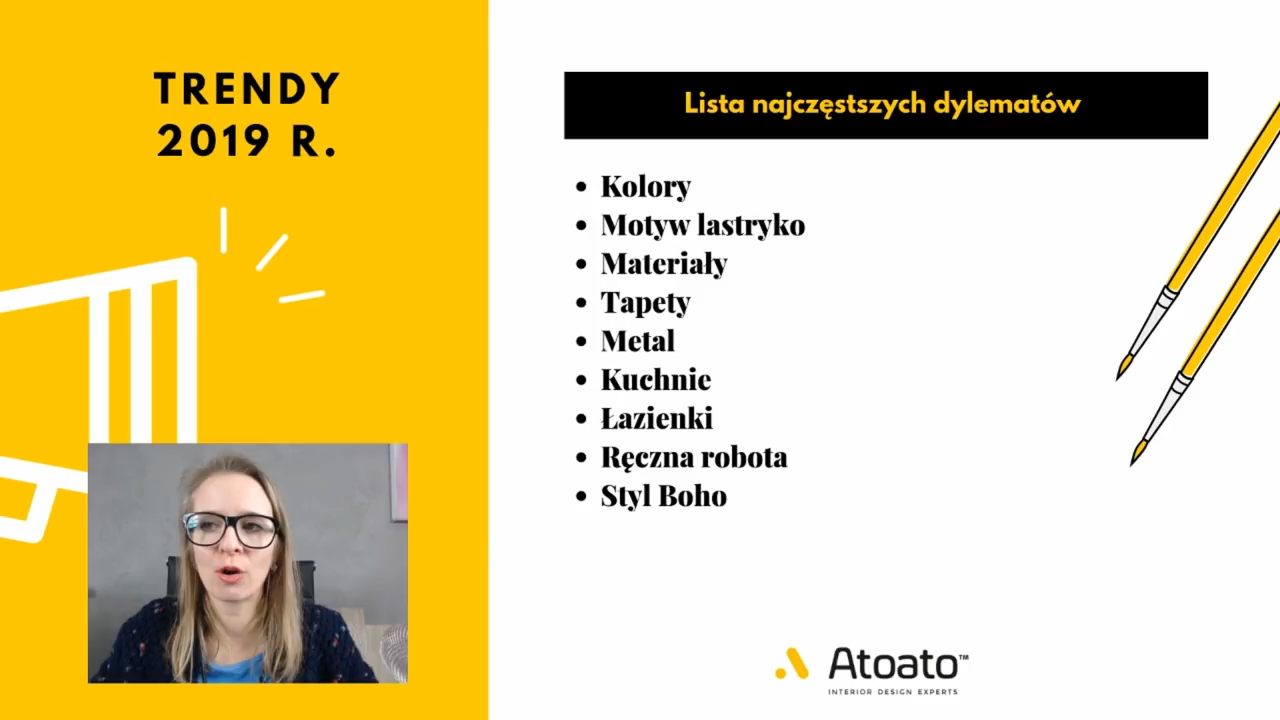 TRENDY
2019 R.
Lista najczęstszych dylematów
Kolory
Motyw lastryko
Materiały
Tapety
Metal
Kuchnie
Łazienki
Ręczna robota
Styl Boho
Atoato™
INTERIOR DESIGN EXPERTS